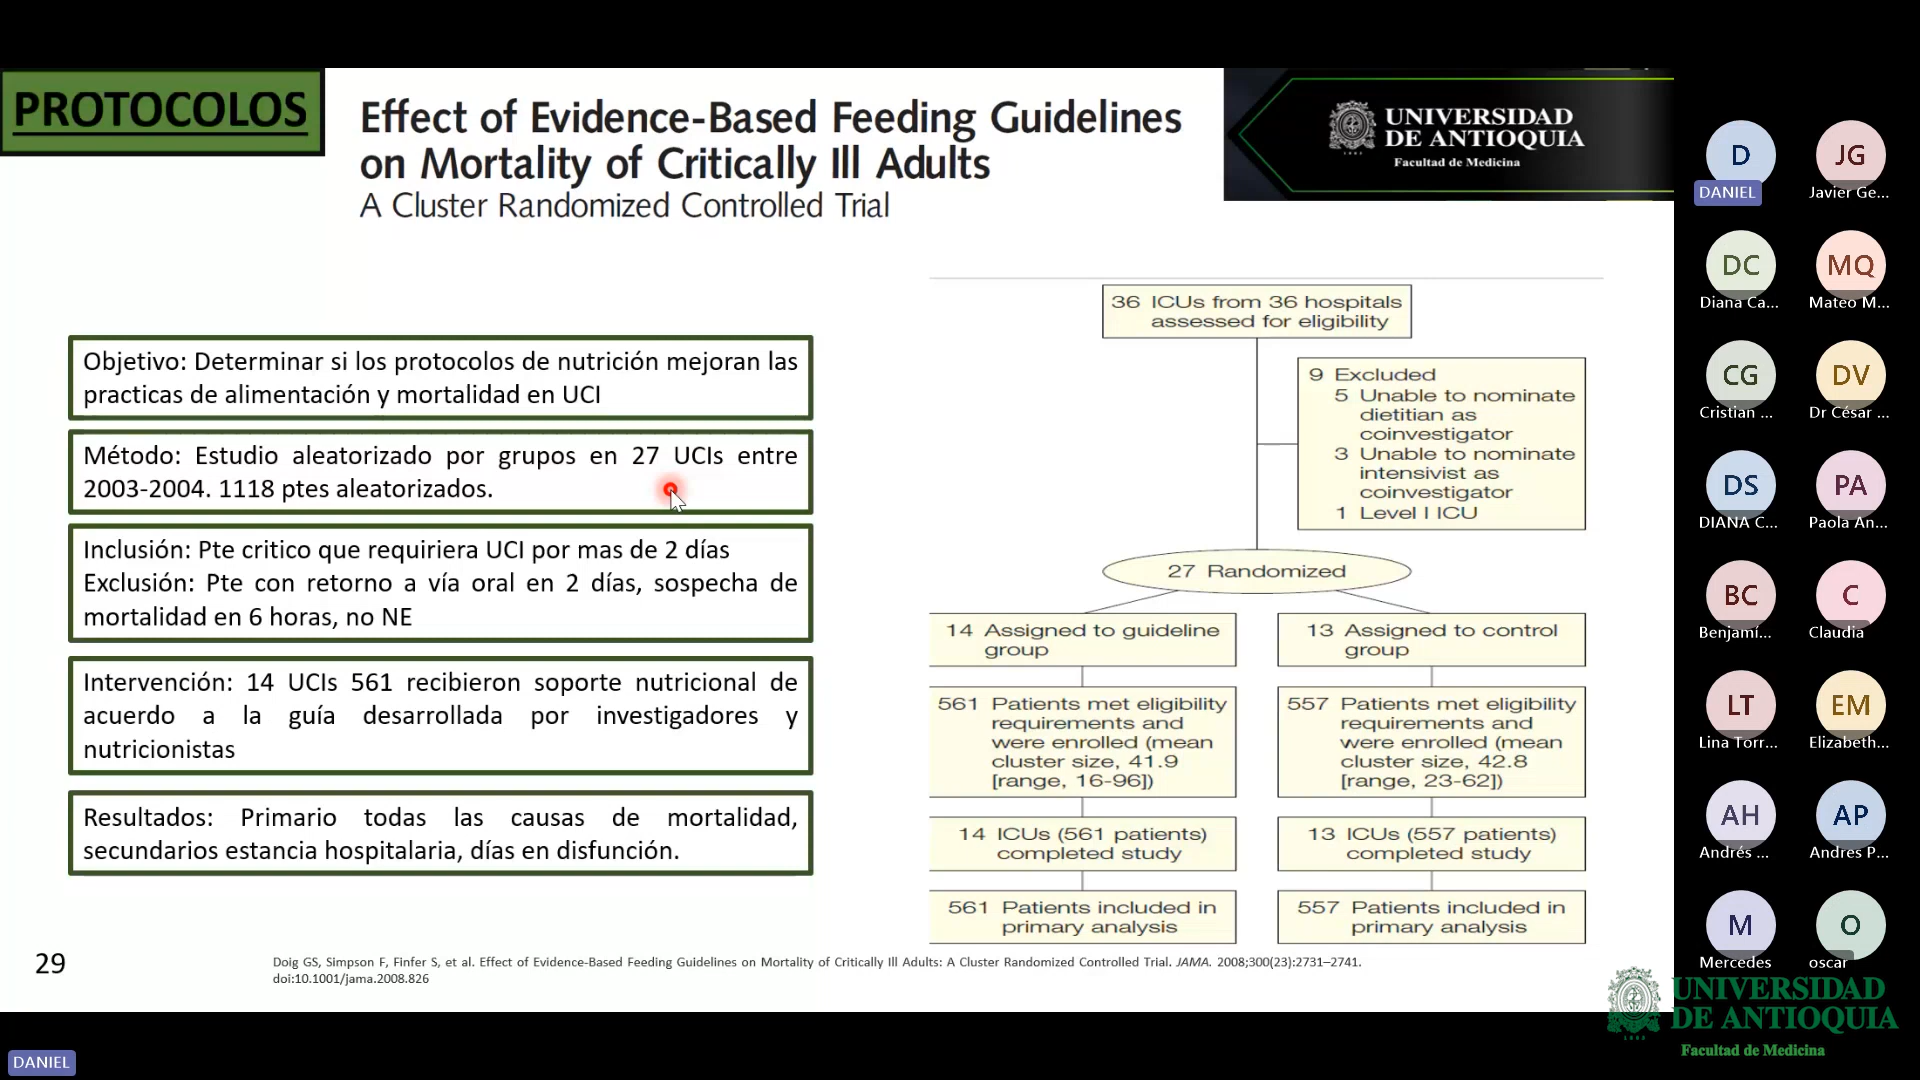 PROTOCOLOS
Effect of Evidence-Based Feeding Guidelines
on Mortality of Critically Ill Adults
A Cluster Randomized Controlled Trial
UNIVERSIDAD
DE ANTIOQUIA
1803
Facultad de Medicina
Objetivo: Determinar si los protocolos de nutrición mejoran las
practicas de alimentación y mortalidad en UCI
Método: Estudio aleatorizado por grupos en 27 UCIs entre
2003-2004. 1118 ptes aleatorizados.
Inclusión: Pte critico que requiriera UCI por mas de 2 días
Exclusión: Pte con retorno a vía oral en 2 días, sospecha de
mortalidad en 6 horas, no NE
Intervención: 14 UCIs 561 recibieron soporte nutricional de
acuerdo a la guía desarrollada por investigadores y
nutricionistas
Resultados: Primario todas las causas de mortalidad,
secundarios estancia hospitalaria, días en disfunción.
36 ICUs from 36 hospitals
assessed for eligibility
9 Excluded
5 Unable to nominate
dietitian as
coinvestigator
3 Unable to nominate
intensivist as
coinvestigator
1 Level I ICU
27 Randomized
14 Assigned to guideline
group
13 Assigned to control
group
561 Patients met eligibility
requirements and
were enrolled (mean
cluster size, 41.9
[range, 16-96])
557 Patients met eligibility
requirements and
were enrolled (mean
cluster size, 42.8
[range, 23-62])
14 ICUs (561 patients)
completed study
13 ICUs (557 patients)
completed study
561 Patients included in
primary analysis
557 Patients included in
primary analysis
29
Doig GS, Simpson F, Finfer S, et al. Effect of Evidence-Based Feeding Guidelines on Mortality of Critically Ill Adults: A Cluster Randomized Controlled Trial. JAMA. 2008;300(23):2731–2741.
doi:10.1001/jama.2008.826
D
DANIEL
JG
Javier Ge...
DC
Diana Ca...
MQ
Mateo M...
CG
Cristian ...
DV
Dr César ...
DS
DIANA C...
PA
Paola An...
BC
Benjamí...
C
Claudia
LT
Lina Torr...
EM
Elizabeth...
AH
Andrés ...
AP
Andres P...
M
Mercedes
O
oscar
UNIVERSIDAD
DE ANTIOQUIA
1803
Facultad de Medicina
DANIEL